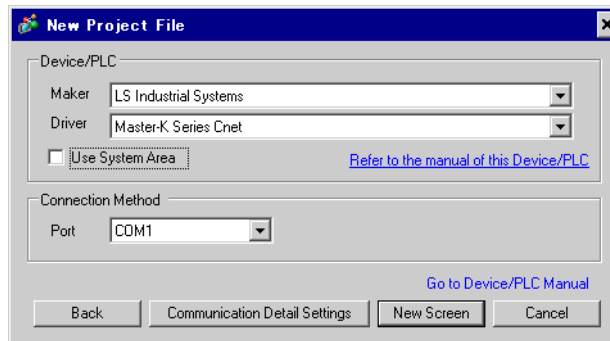 New Project File
Device/PLC
Maker LS Industrial Systems
Driver Master-K Series Cnet
Use System Area Refer to the manual of this Device/PLC
Connection Method
Port COM1
Go to Device/PLC Manual
Back Communication Detail Settings New Screen Cancel